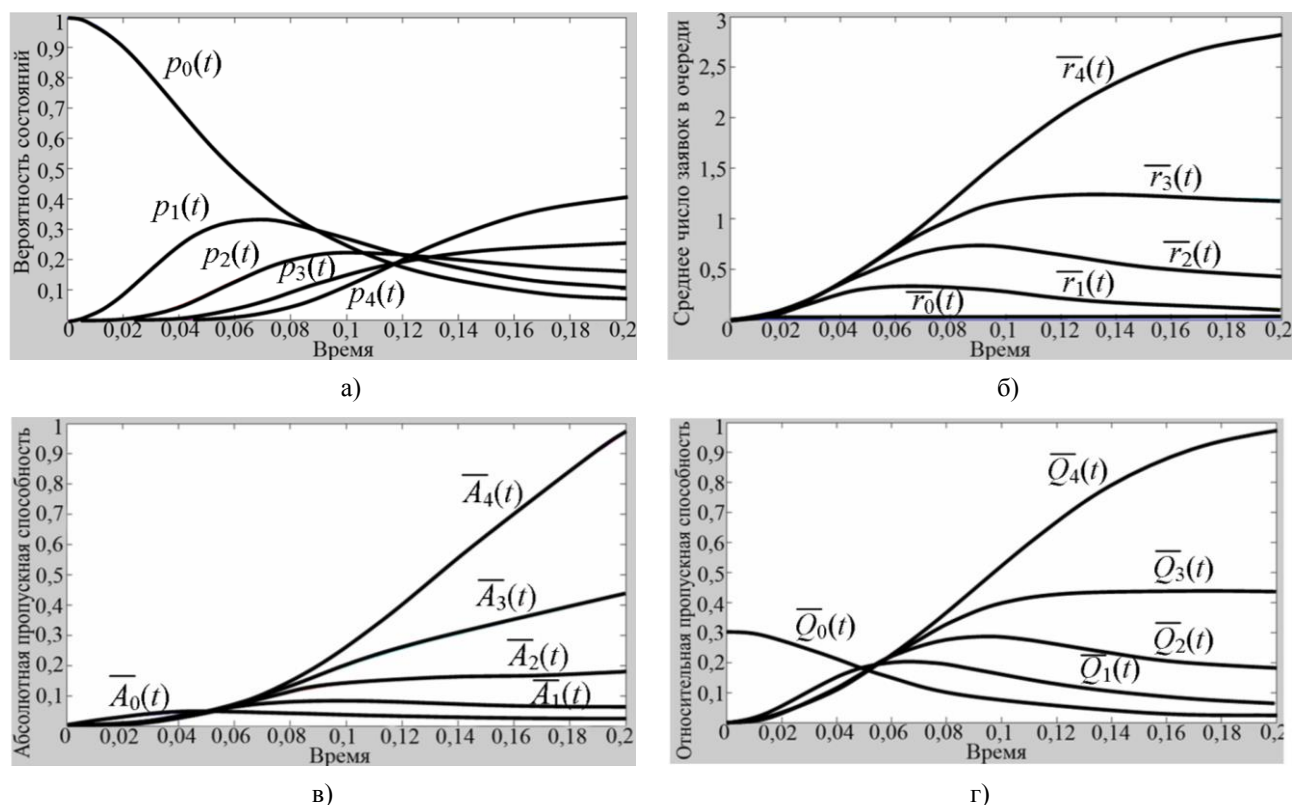 Вероятность состояний
1
0,9
0,8
0,7
0,6
0,5
0,4
0,3
0,2
0,1
p0(t)
p1(t)
p2(t)
p3(t)
p4(t)
0 0,02 0,04 0,06 0,08 0,1 0,12 0,14 0,16 0,18 0,2
Время
а)
Среднее число заявок в очереди
3
2,5
2
1,5
1
0,5
r4(t)
r3(t)
r2(t)
r1(t)
r0(t)
0 0,02 0,04 0,06 0,08 0,1 0,12 0,14 0,16 0,18 0,2
Время
б)
Абсолютная пропускная способность
1
0,9
0,8
0,7
0,6
0,5
0,4
0,3
0,2
0,1
A4(t)
A3(t)
A2(t)
A1(t)
A0(t)
0 0,02 0,04 0,06 0,08 0,1 0,12 0,14 0,16 0,18 0,2
Время
в)
Относительная пропускная способность
1
0,9
0,8
0,7
0,6
0,5
0,4
0,3
0,2
0,1
Q4(t)
Q3(t)
Q0(t)
Q2(t)
Q1(t)
0 0,02 0,04 0,06 0,08 0,1 0,12 0,14 0,16 0,18 0,2
Время
г)